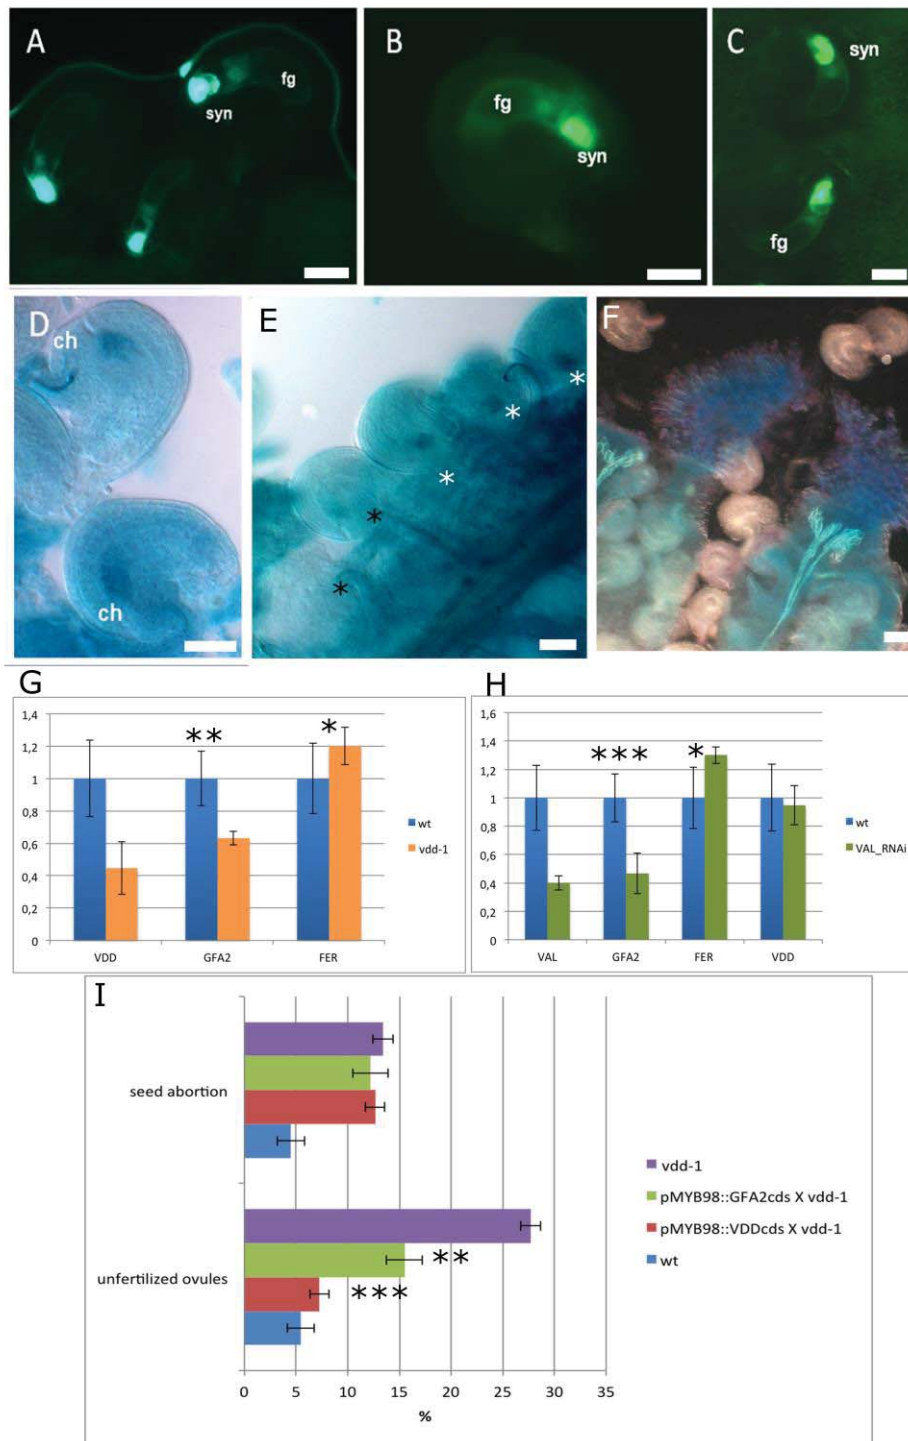 A
syn
fg
B
fg
syn
C
syn
fg
D
ch
ch
E
*
*
*
*
*
F
G
1,4
1,2
1
0,8
0,6
0,4
0,2
0
**
*
VDD
GFA2
FER
wt
vdd-1
H
1,6
1,4
1,2
1
0,8
0,6
0,4
0,2
0
***
*
VAL
GFA2
FER
VDD
wt
VAL_RNAi
I
seed abortion
unfertilized ovules
**
***
0 5 10 15 20 25 30 35
%
vdd-1
pMYB98::GFA2cds X vdd-1
pMYB98::VDDcds X vdd-1
wt